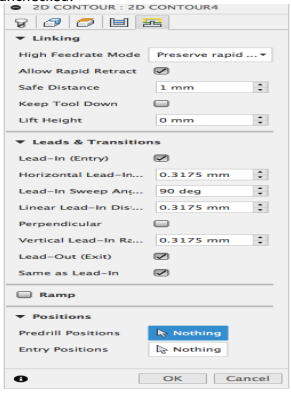 2D CONTOUR : 2D CONTOUR4
Linking
High Feedrate Mode Preserve rapid ...
Allow Rapid Retract
Safe Distance 1 mm
Keep Tool Down
Lift Height 0 mm
Leads & Transitions
Lead-In (Entry)
Horizontal Lead-In... 0.3175 mm
Lead-In Sweep Ang... 90 deg
Linear Lead-In Dis... 0.3175 mm
Perpendicular
Vertical Lead-In Ra... 0.3175 mm
Lead-Out (Exit)
Same as Lead-In
Ramp
Positions
Predrill Positions Nothing
Entry Positions Nothing
OK Cancel